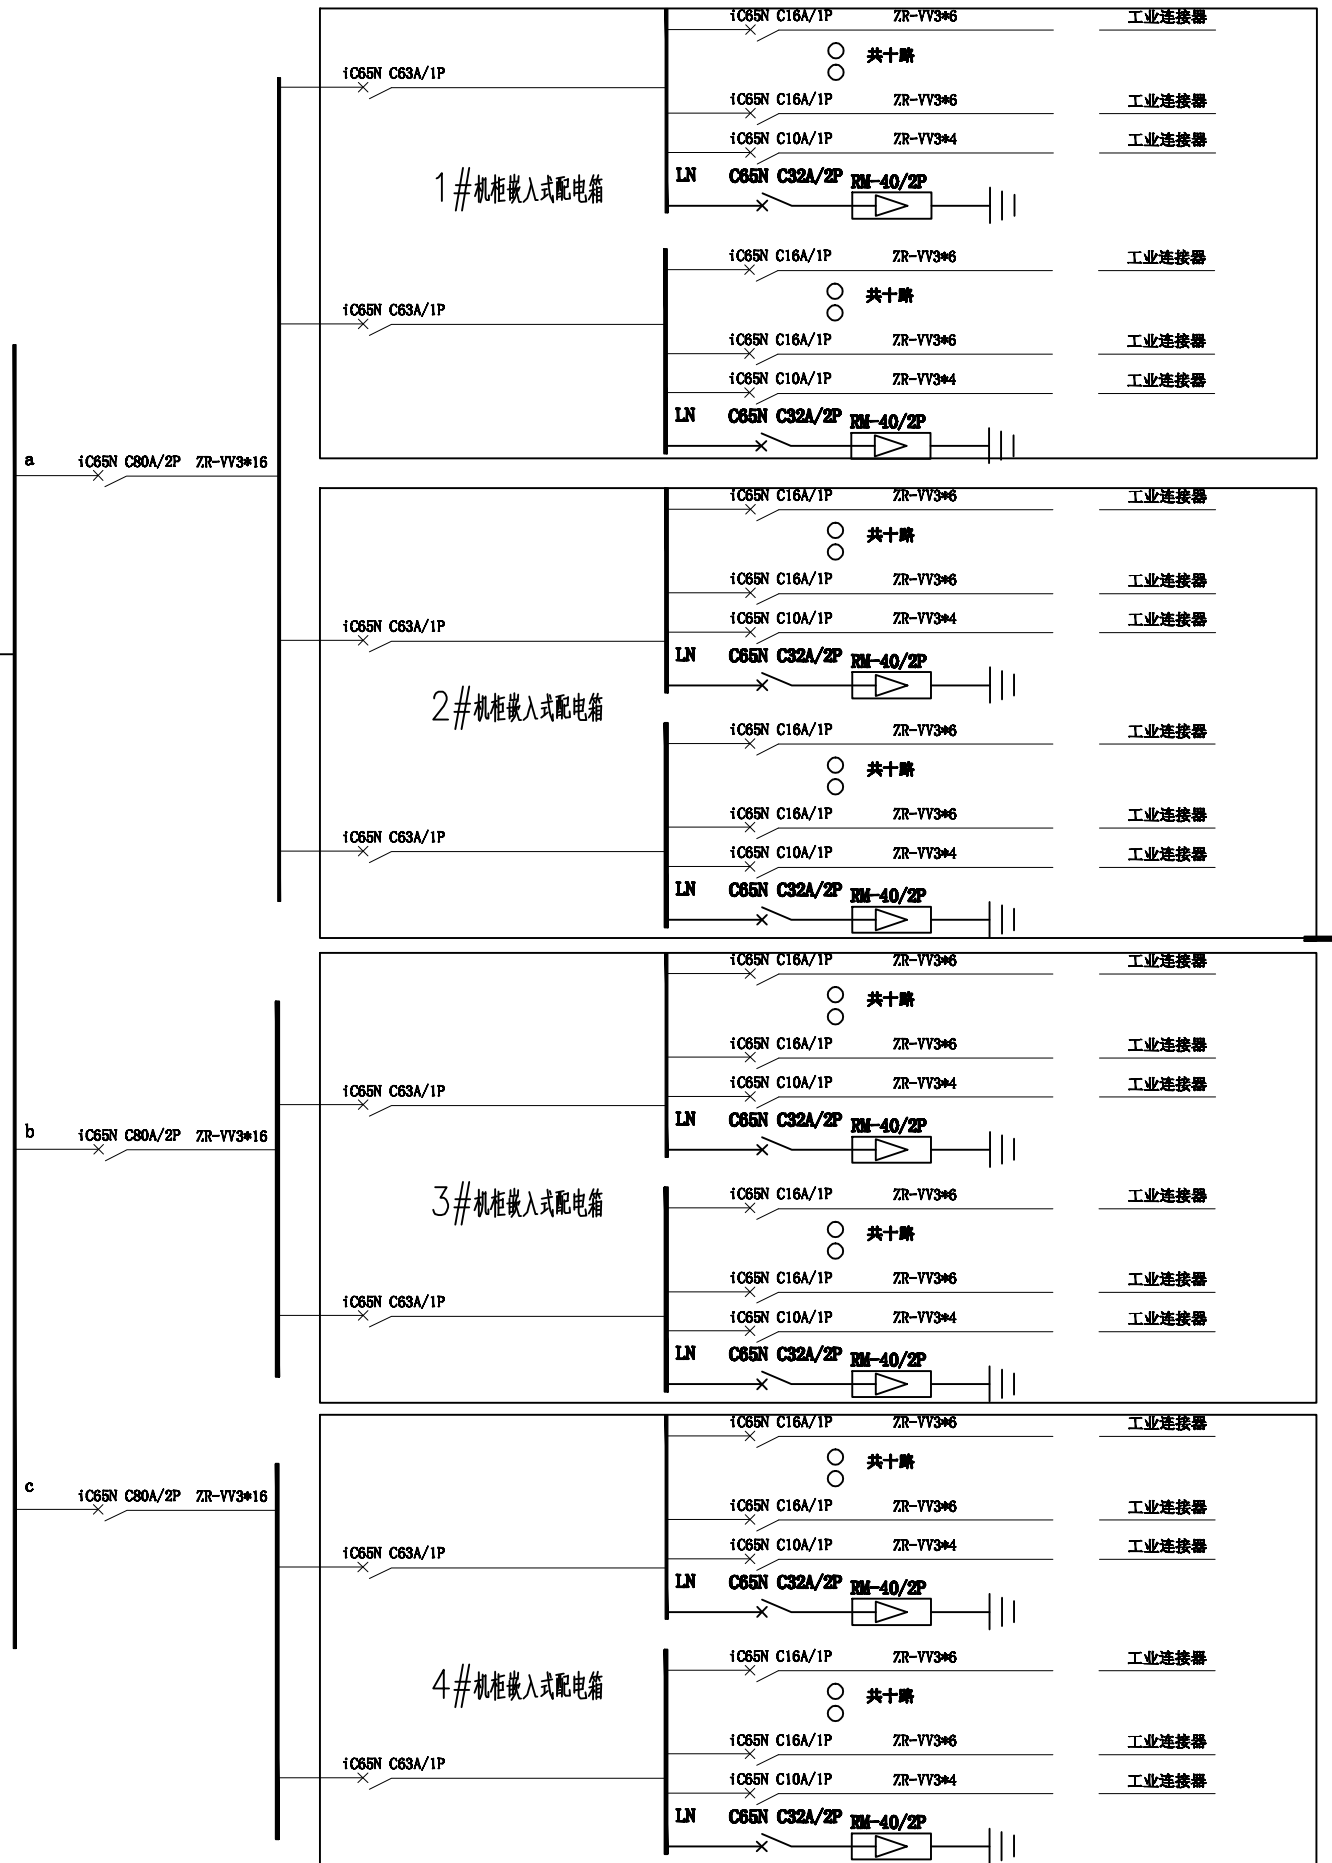 iC65N C16A/1P ZR-VV3*6 工业连接器
共十路
iC65N C63A/1P
iC65N C16A/1P ZR-VV3*6 工业连接器
iC65N C10A/1P ZR-VV3*4 工业连接器
LN C65N C32A/2P RM-40/2P
1#机柜嵌入式配电箱
iC65N C16A/1P ZR-VV3*6 工业连接器
共十路
iC65N C63A/1P
iC65N C16A/1P ZR-VV3*6 工业连接器
iC65N C10A/1P ZR-VV3*4 工业连接器
LN C65N C32A/2P RM-40/2P
a iC65N C80A/2P ZR-VV3*16
iC65N C16A/1P ZR-VV3*6 工业连接器
共十路
iC65N C16A/1P ZR-VV3*6 工业连接器
iC65N C10A/1P ZR-VV3*4 工业连接器
iC65N C63A/1P
LN C65N C32A/2P RM-40/2P
2#机柜嵌入式配电箱
iC65N C16A/1P ZR-VV3*6 工业连接器
共十路
iC65N C16A/1P ZR-VV3*6 工业连接器
iC65N C63A/1P
iC65N C10A/1P ZR-VV3*4 工业连接器
LN C65N C32A/2P RM-40/2P
iC65N C16A/1P ZR-VV3*6 工业连接器
共十路
iC65N C16A/1P ZR-VV3*6 工业连接器
iC65N C10A/1P ZR-VV3*4 工业连接器
iC65N C63A/1P
LN C65N C32A/2P RM-40/2P
b iC65N C80A/2P ZR-VV3*16
3#机柜嵌入式配电箱
iC65N C16A/1P ZR-VV3*6 工业连接器
共十路
iC65N C16A/1P ZR-VV3*6 工业连接器
iC65N C63A/1P
iC65N C10A/1P ZR-VV3*4 工业连接器
LN C65N C32A/2P RM-40/2P
iC65N C16A/1P ZR-VV3*6 工业连接器
共十路
c iC65N C80A/2P ZR-VV3*16
iC65N C16A/1P ZR-VV3*6 工业连接器
iC65N C10A/1P ZR-VV3*4 工业连接器
iC65N C63A/1P
LN C65N C32A/2P RM-40/2P
4#机柜嵌入式配电箱
iC65N C16A/1P ZR-VV3*6 工业连接器
共十路
iC65N C16A/1P ZR-VV3*6 工业连接器
iC65N C63A/1P
iC65N C10A/1P ZR-VV3*4 工业连接器
LN C65N C32A/2P RM-40/2P